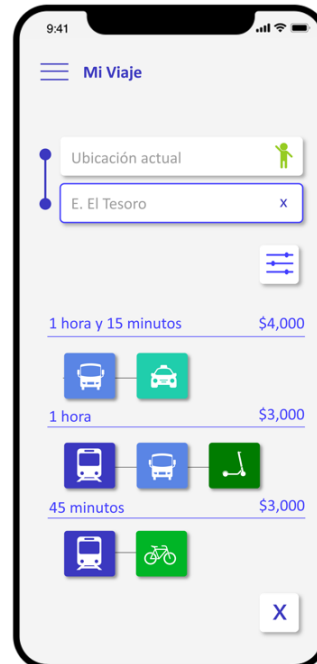 9:41
Mi Viaje
Ubicación actual
E. El Tesoro x
1 hora y 15 minutos $4,000
1 hora $3,000
45 minutos $3,000
X